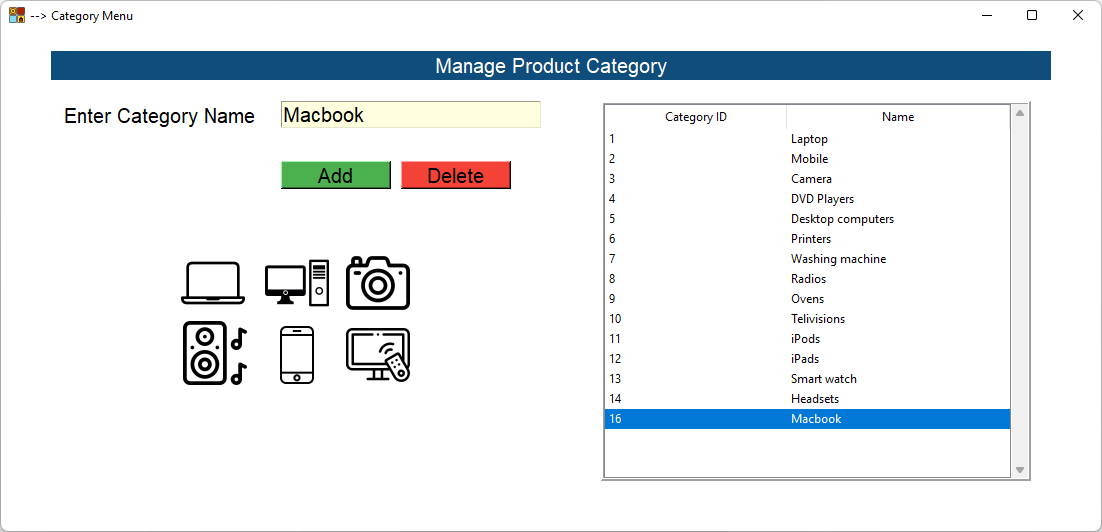 --> Category Menu
Manage Product Category
Enter Category Name Macbook
Add Delete
Category ID Name
1 Laptop
2 Mobile
3 Camera
4 DVD Players
5 Desktop computers
6 Printers
7 Washing machine
8 Radios
9 Ovens
10 Telivisions
11 iPods
12 iPads
13 Smart watch
14 Headsets
16 Macbook